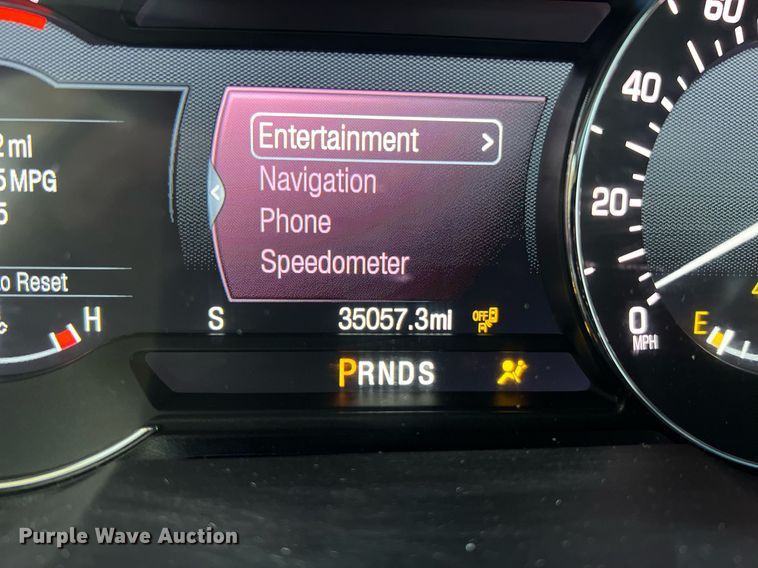 60
Entertainment >
40
2 mi
5 MPG
Navigation
5
Phone
20
to Reset
Speedometer
H
S
35057.3mi
OFF
0
MPH
E
PRNDS
Purple Wave Auction